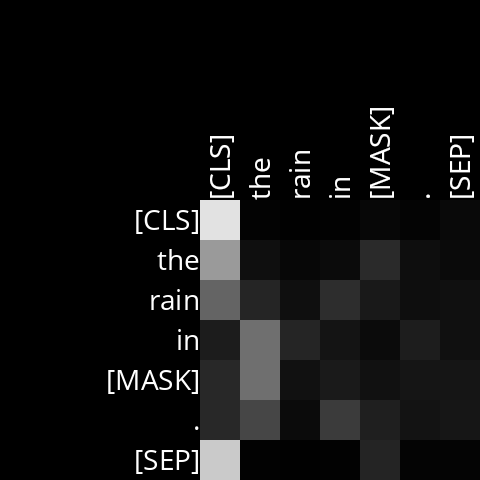 [CLS] the rain in [MASK] . [SEP]
[CLS]
the
rain
in
[MASK]
.
[SEP]